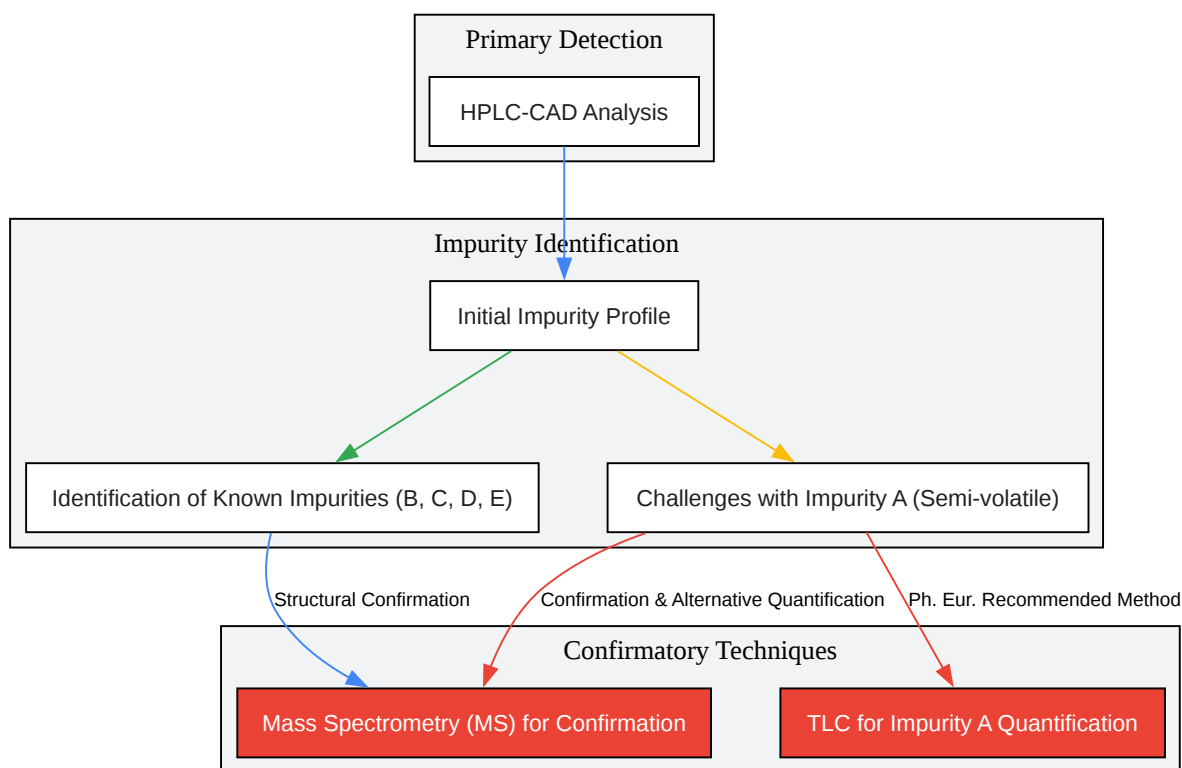 Primary Detection
HPLC-CAD Analysis
Impurity Identification
Initial Impurity Profile
Identification of Known Impurities (B, C, D, E)
Challenges with Impurity A (Semi-volatile)
Structural Confirmation
Confirmation & Alternative Quantification
Ph. Eur. Recommended Method
Confirmatory Techniques
Mass Spectrometry (MS) for Confirmation
TLC for Impurity A Quantification